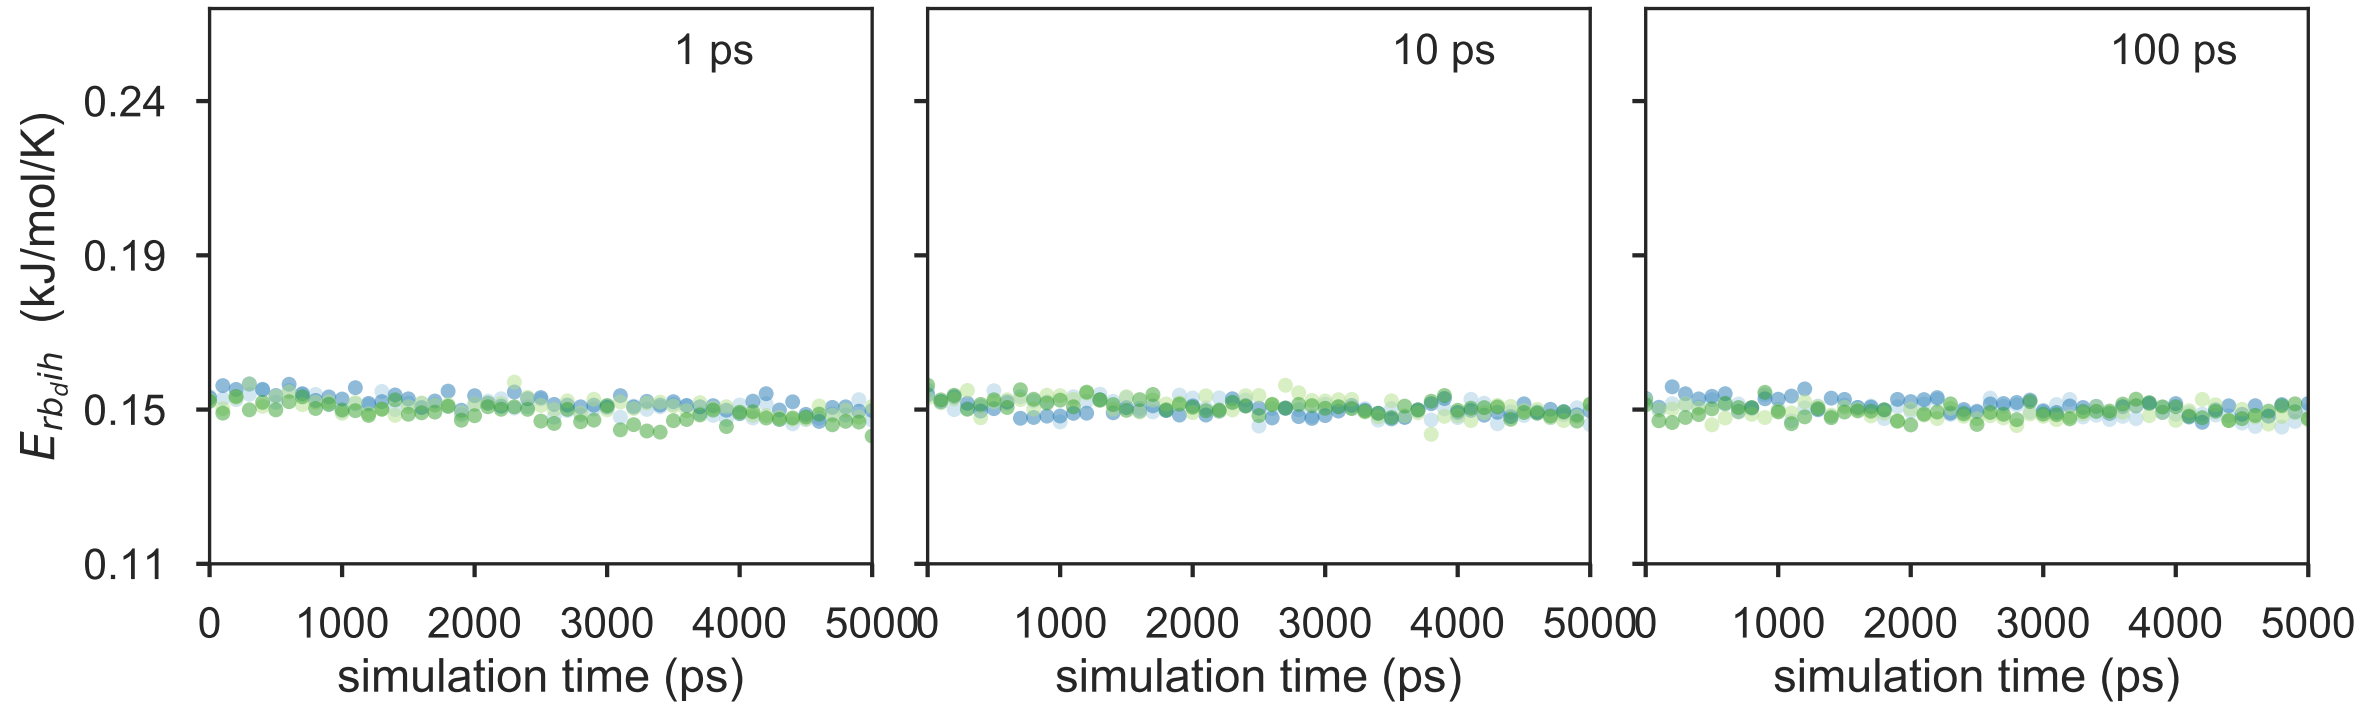 1 ps
10 ps
100 ps
E_{rb_dih} (kJ/mol/K)
0.24
0.19
0.15
0.11
0 1000 2000 3000 4000 5000
0 1000 2000 3000 4000 5000
0 1000 2000 3000 4000 5000
simulation time (ps)
simulation time (ps)
simulation time (ps)